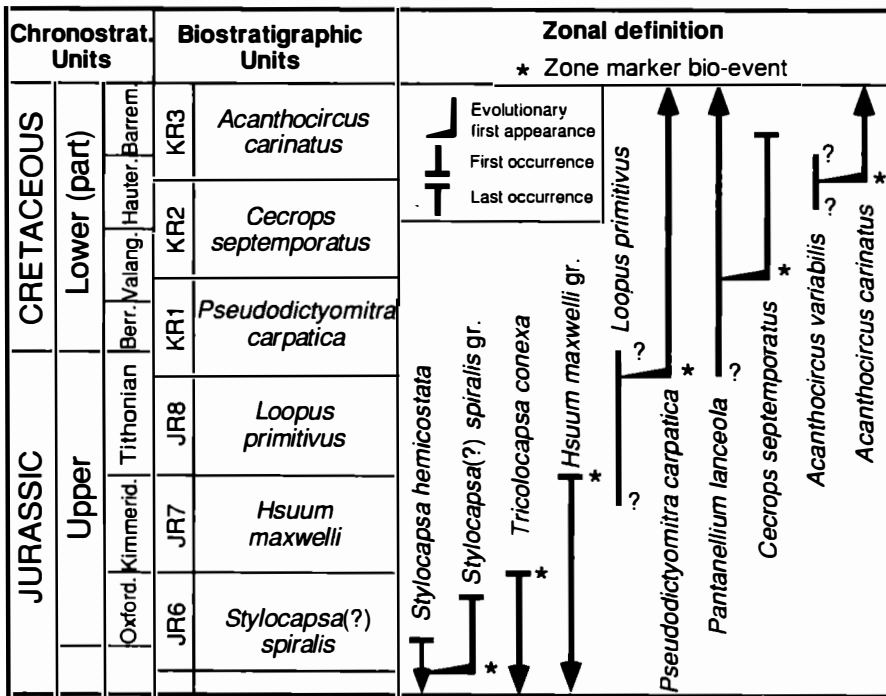 Chronostrat.
Units
Biostratigraphic
Units
Zonal definition
* Zone marker bio-event
CRETACEOUS
Lower (part)
Barrem.
Hauter.
Valang.
Berr.
KR3
Acanthocircus
carinatus
KR2
Cecrops
septemporatus
KR1
Pseudodictyomitra
carpatica
JURASSIC
Upper
Tithonian
Kimmerid.
Oxford.
JR8
Loopus
primitivus
JR7
Hsuum
maxwelli
JR6
Stylocapsa(?)
spiralis
Evolutionary
first appearance
First occurrence
Last occurrence
Stylocapsa hemicostata
Stylocapsa(?) spiralis gr.
*
Tricolocapsa conexa
*
Hsuum maxwelli gr.
*
Loopus primitivus
?
?
Pseudodictyomitra carpatica
*
Pantanellium lanceola
?
Cecrops septemporatus
*
Acanthocircus variabilis
?
?
Acanthocircus carinatus
*